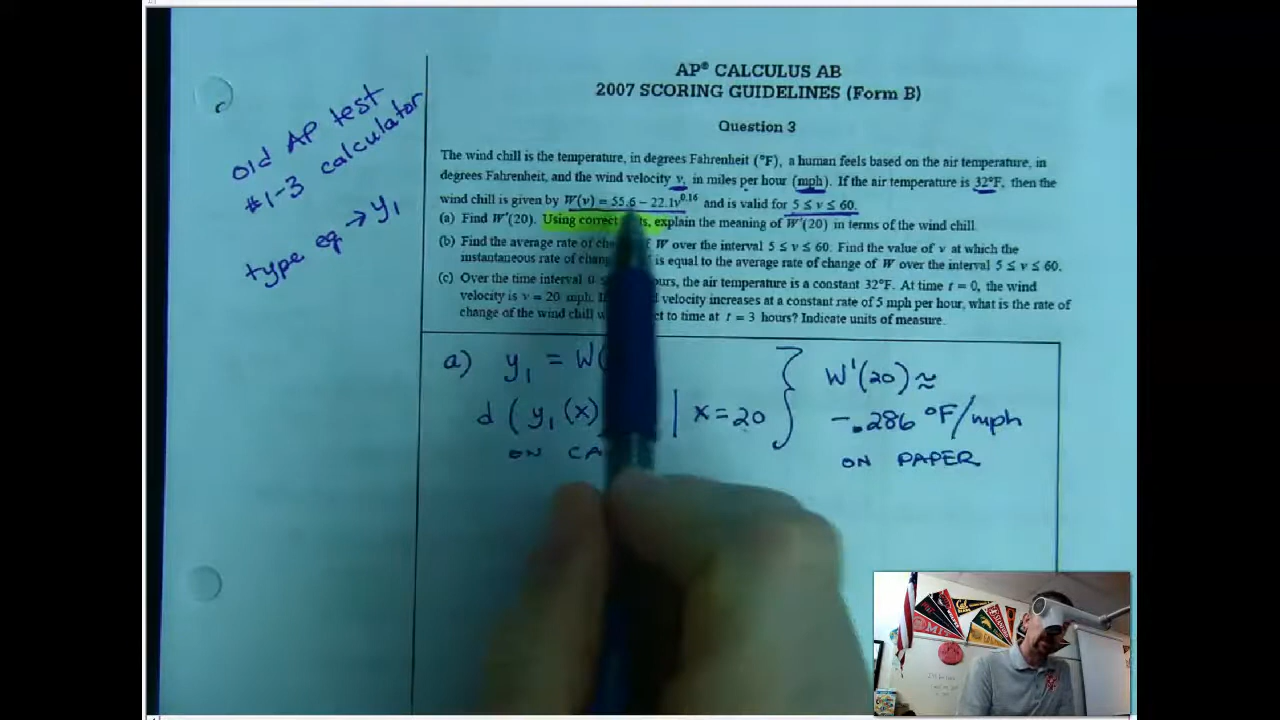 AP® CALCULUS AB
2007 SCORING GUIDELINES (Form B)
Question 3
The wind chill is the temperature, in degrees Fahrenheit (°F), a human feels based on the air temperature, in
degrees Fahrenheit, and the wind velocity v, in miles per hour (mph). If the air temperature is 32°F, then the
wind chill is given by W(v) = 55.6 − 22.1v^0.16 and is valid for 5 ≤ v ≤ 60.
(a) Find W′(20). Using correct explain the meaning of W′(20) in terms of the wind chill.
(b) Find the average rate of W over the interval 5 ≤ v ≤ 60. Find the value of v at which the
instantaneous rate of is equal to the average rate of change of W over the interval 5 ≤ v ≤ 60.
(c) Over the time interval 0 the air temperature is a constant 32°F. At time t = 0, the wind
velocity is v = 20 mph. velocity increases at a constant rate of 5 mph per hour, what is the rate of
change of the wind chill to time at t = 3 hours? Indicate units of measure.
old AP test
#1-3 calculator
type eq → y₁
a) y₁ = W(
d ( y₁(x) | x = 20
ON
} W'(20) ≈
-.286 °F/mph
ON PAPER